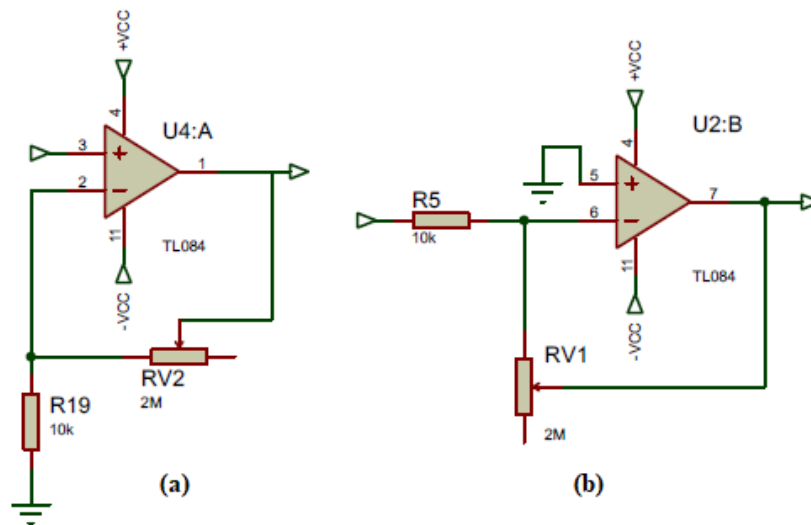 +VCC
4
U4:A
3
+
1
2
−
11
TL084
-VCC
RV2
2M
R19
10k
(a)
+VCC
4
U2:B
5
+
7
R5
10k
6
−
11
TL084
-VCC
RV1
2M
(b)